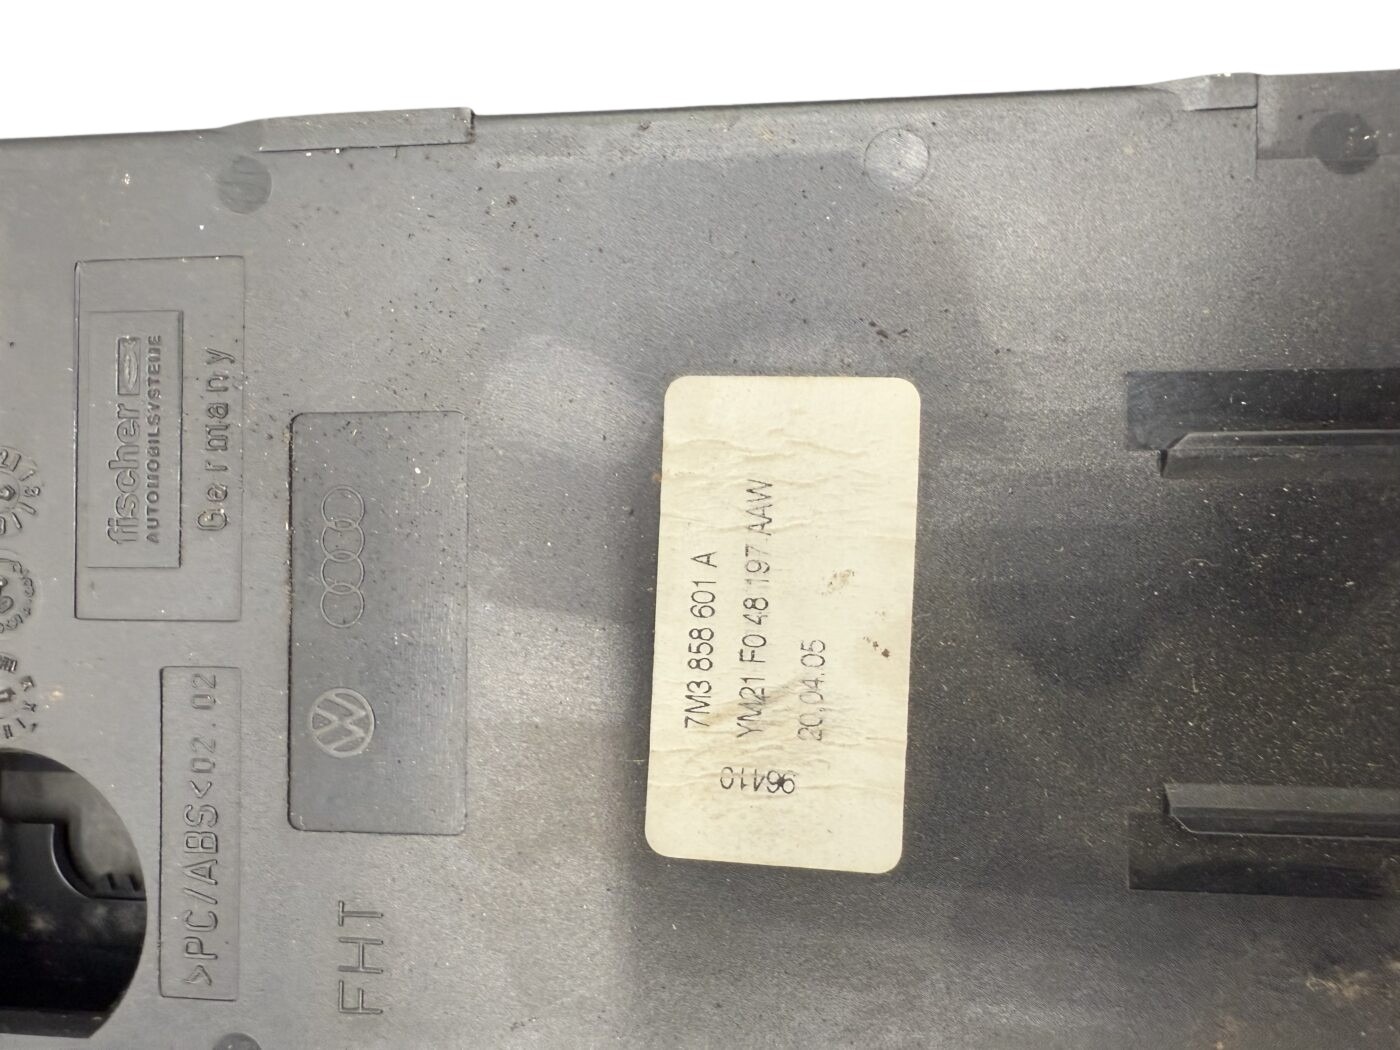 fischer
AUTOMOBILSYSTEME
Germany
>PC/ABS< 02.02
FHT
7M3 858 601 A
YM21 F0 48 197 AAW
20.04.05